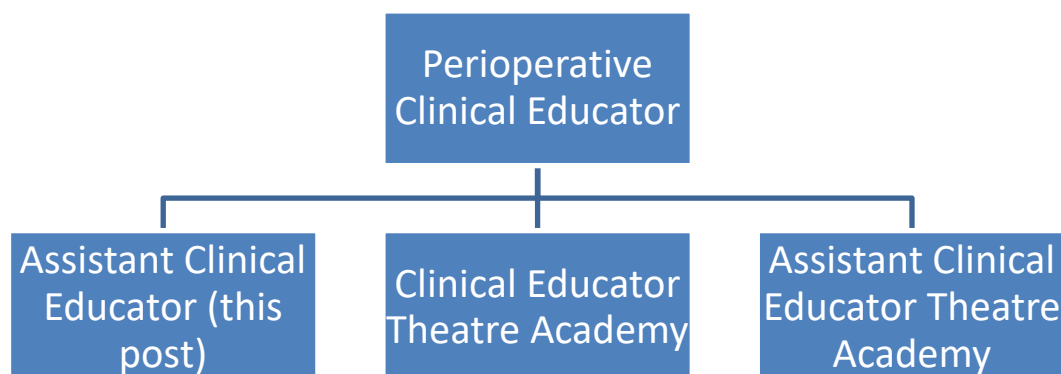 Perioperative
Clinical Educator
Assistant Clinical
Educator (this
post)
Clinical Educator
Theatre Academy
Assistant Clinical
Educator Theatre
Academy